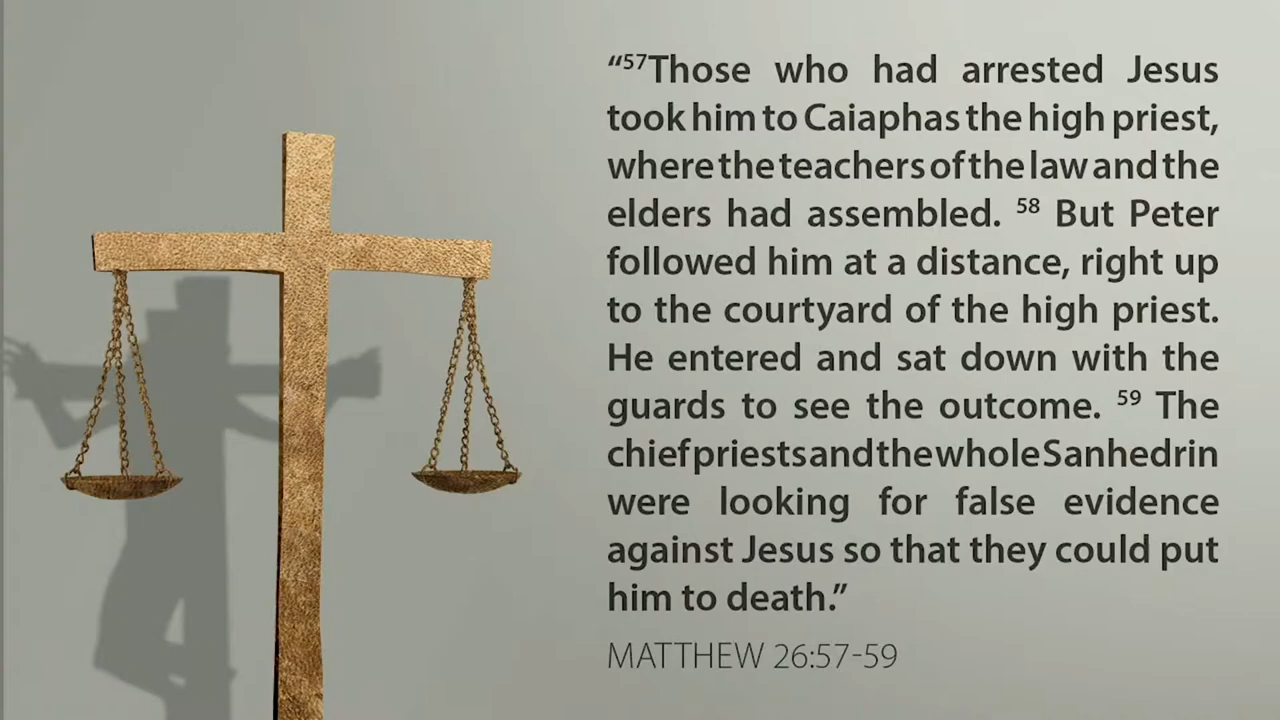 “⁵⁷Those who had arrested Jesus
took him to Caiaphas the high priest,
where the teachers of the law and the
elders had assembled. ⁵⁸ But Peter
followed him at a distance, right up
to the courtyard of the high priest.
He entered and sat down with the
guards to see the outcome. ⁵⁹ The
chief priests and the whole Sanhedrin
were looking for false evidence
against Jesus so that they could put
him to death.”
MATTHEW 26:57-59